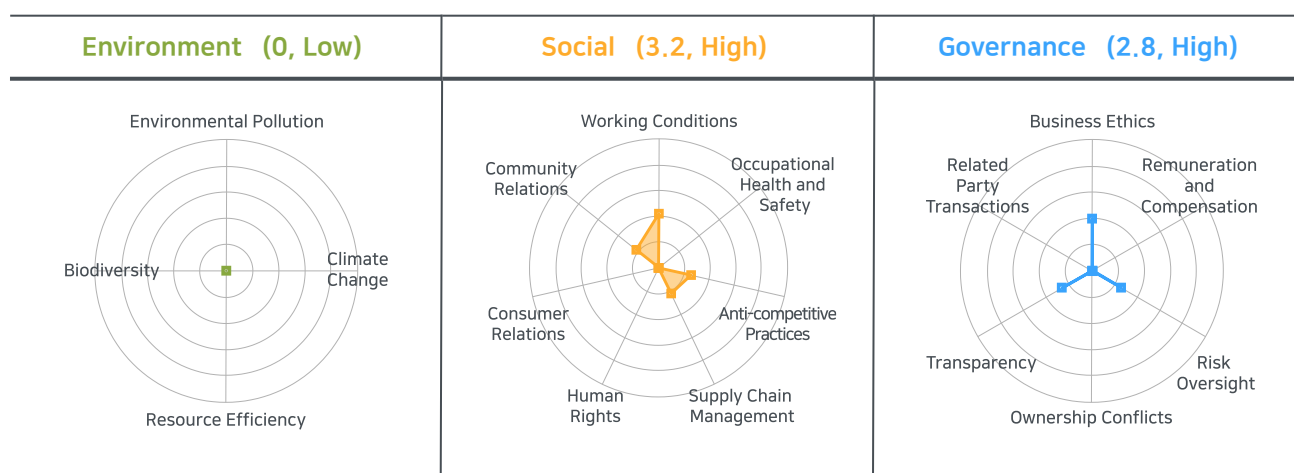 Environment (0, Low)
Social (3.2, High)
Governance (2.8, High)
Environmental Pollution
Climate
Change
Biodiversity
Resource Efficiency
Working Conditions
Community
Relations
Occupational
Health and
Safety
Consumer
Relations
Anti-competitive
Practices
Human
Rights
Supply Chain
Management
Business Ethics
Related
Party
Transactions
Remuneration
and
Compensation
Transparency
Risk
Oversight
Ownership Conflicts